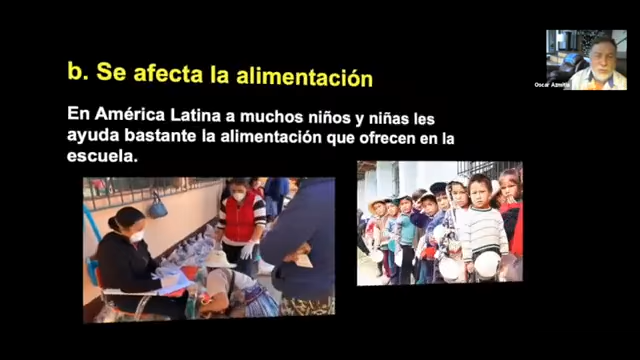 b. Se afecta la alimentación
En América Latina a muchos niños y niñas les
ayuda bastante la alimentación que ofrecen en la
escuela.
Oscar